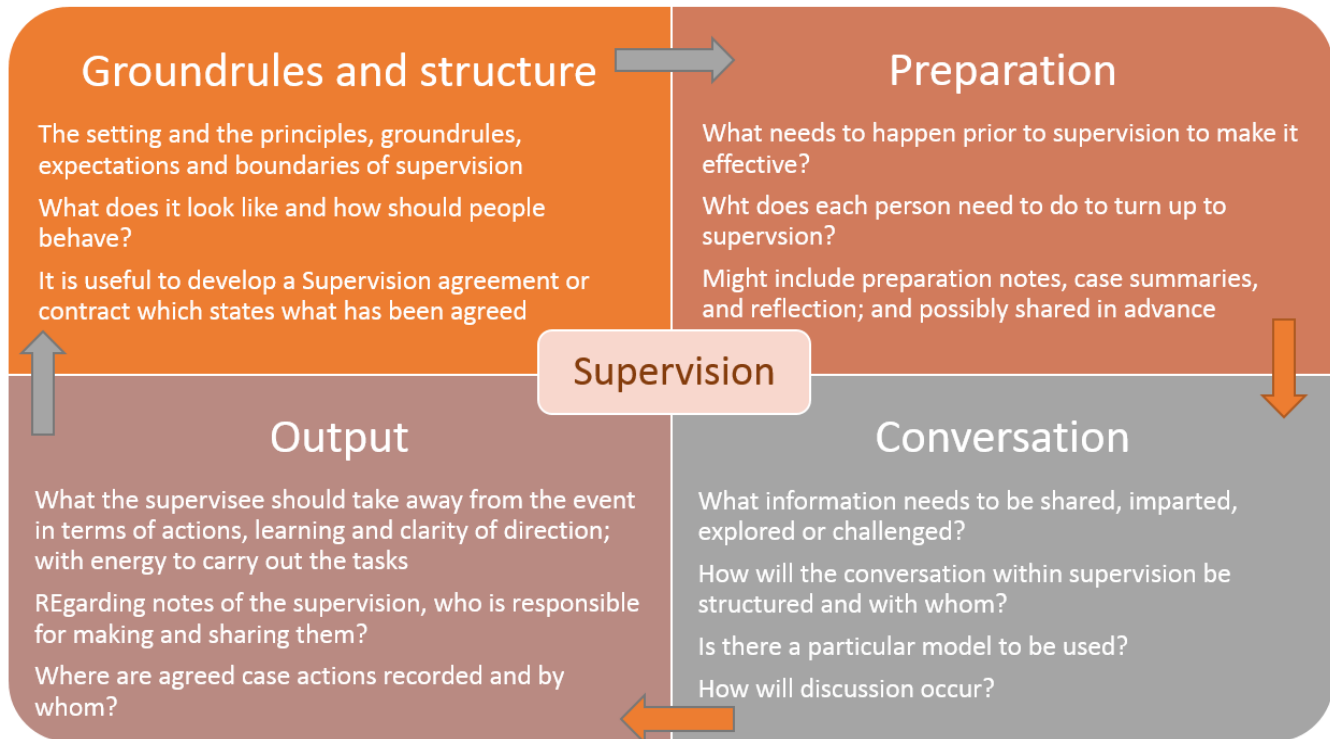 Groundrules and structure
The setting and the principles, groundrules,
expectations and boundaries of supervision
What does it look like and how should people
behave?
It is useful to develop a Supervision agreement or
contract which states what has been agreed
Preparation
What needs to happen prior to supervision to make it
effective?
Wht does each person need to do to turn up to
supervsion?
Might include preparation notes, case summaries,
and reflection; and possibly shared in advance
Supervision
Output
What the supervisee should take away from the event
in terms of actions, learning and clarity of direction;
with energy to carry out the tasks
REgarding notes of the supervision, who is responsible
for making and sharing them?
Where are agreed case actions recorded and by
whom?
Conversation
What information needs to be shared, imparted,
explored or challenged?
How will the conversation within supervision be
structured and with whom?
Is there a particular model to be used?
How will discussion occur?